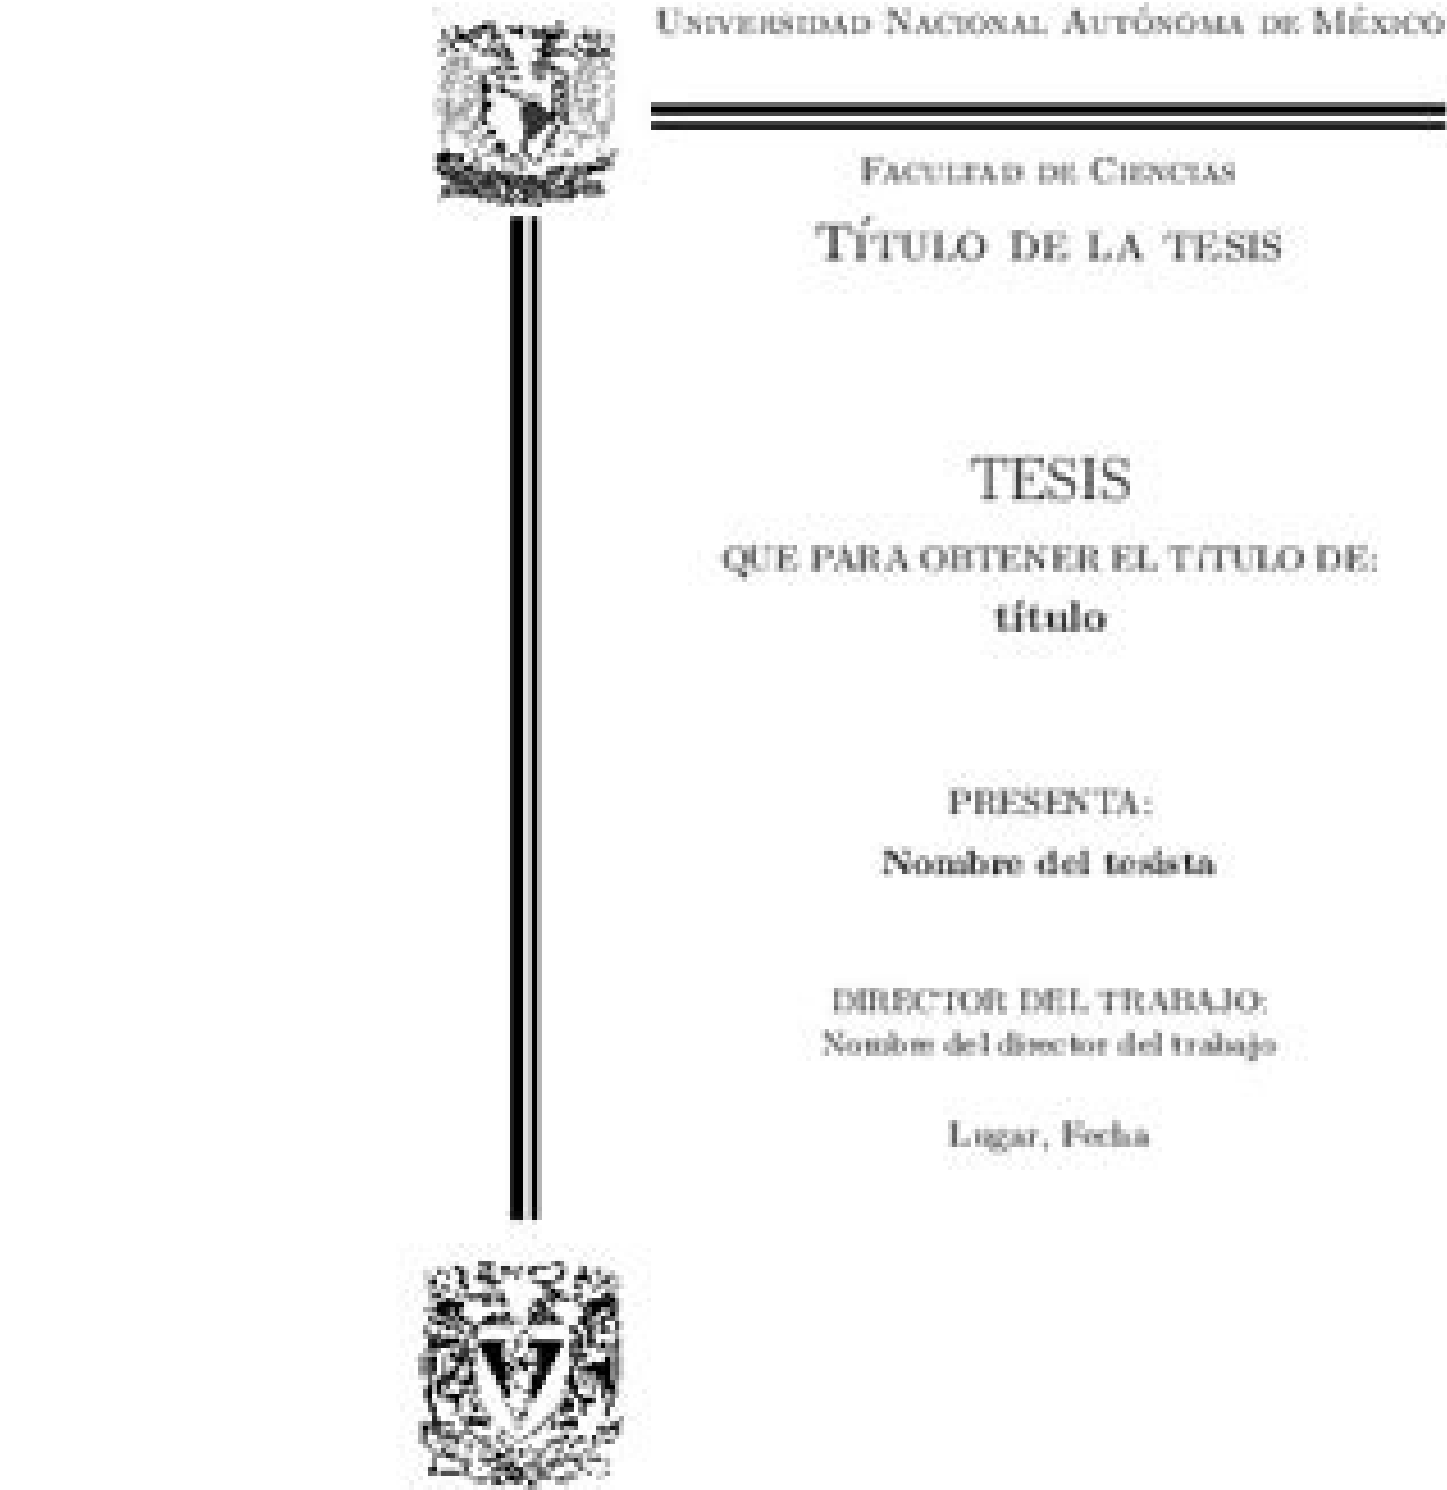 Universidad Nacional Autónoma de México
Facultad de Ciencias
Título de la tesis
TESIS
QUE PARA OBTENER EL TÍTULO DE:
título
PRESENTA:
Nombre del tesista
DIRECTOR DEL TRABAJO:
Nombre del director del trabajo
Lugar, Fecha